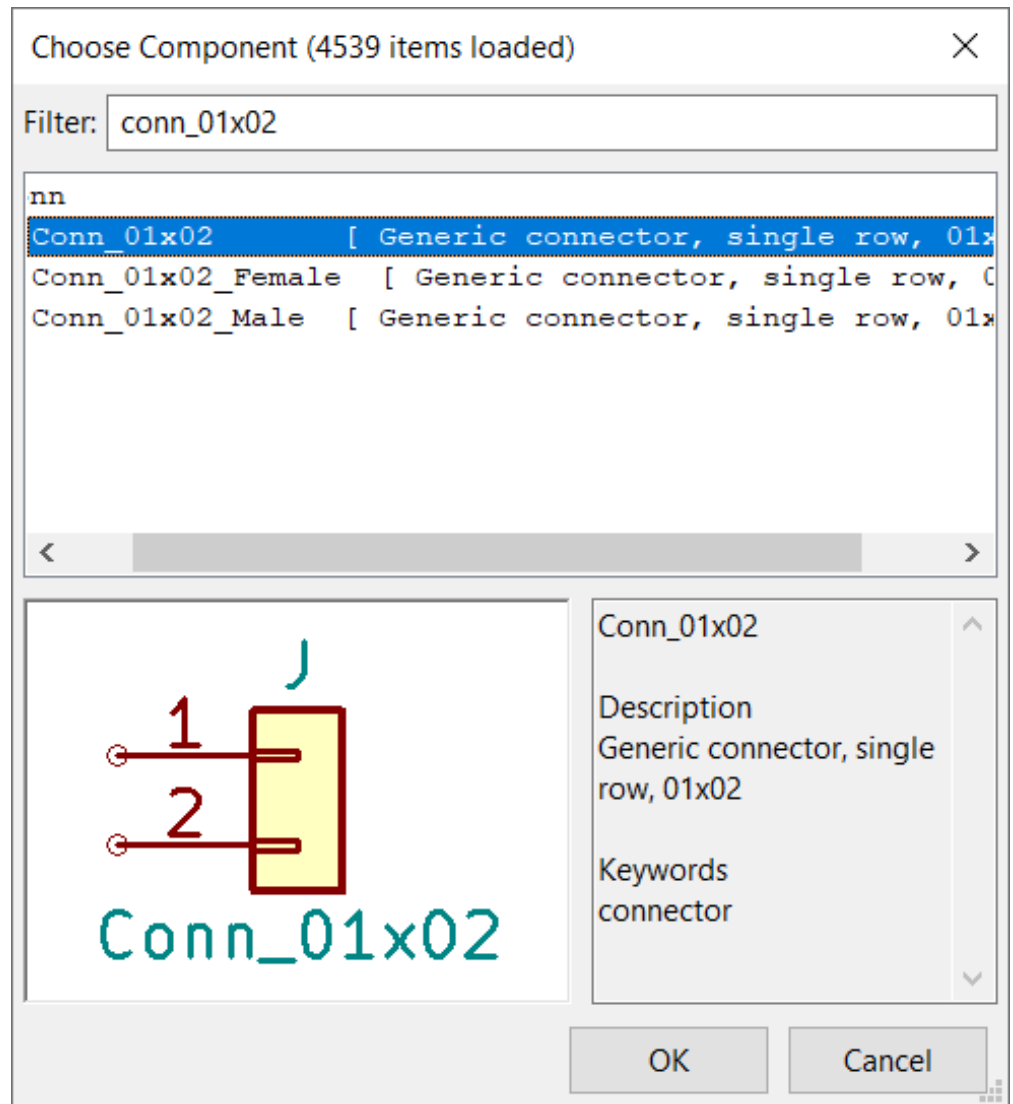 Choose Component (4539 items loaded)
Filter: conn_01x02
nn
Conn_01x02 [ Generic connector, single row, 01x
Conn_01x02_Female [ Generic connector, single row, 0
Conn_01x02_Male [ Generic connector, single row, 01x
J
1
2
Conn_01x02
Conn_01x02
Description
Generic connector, single
row, 01x02
Keywords
connector
OK Cancel